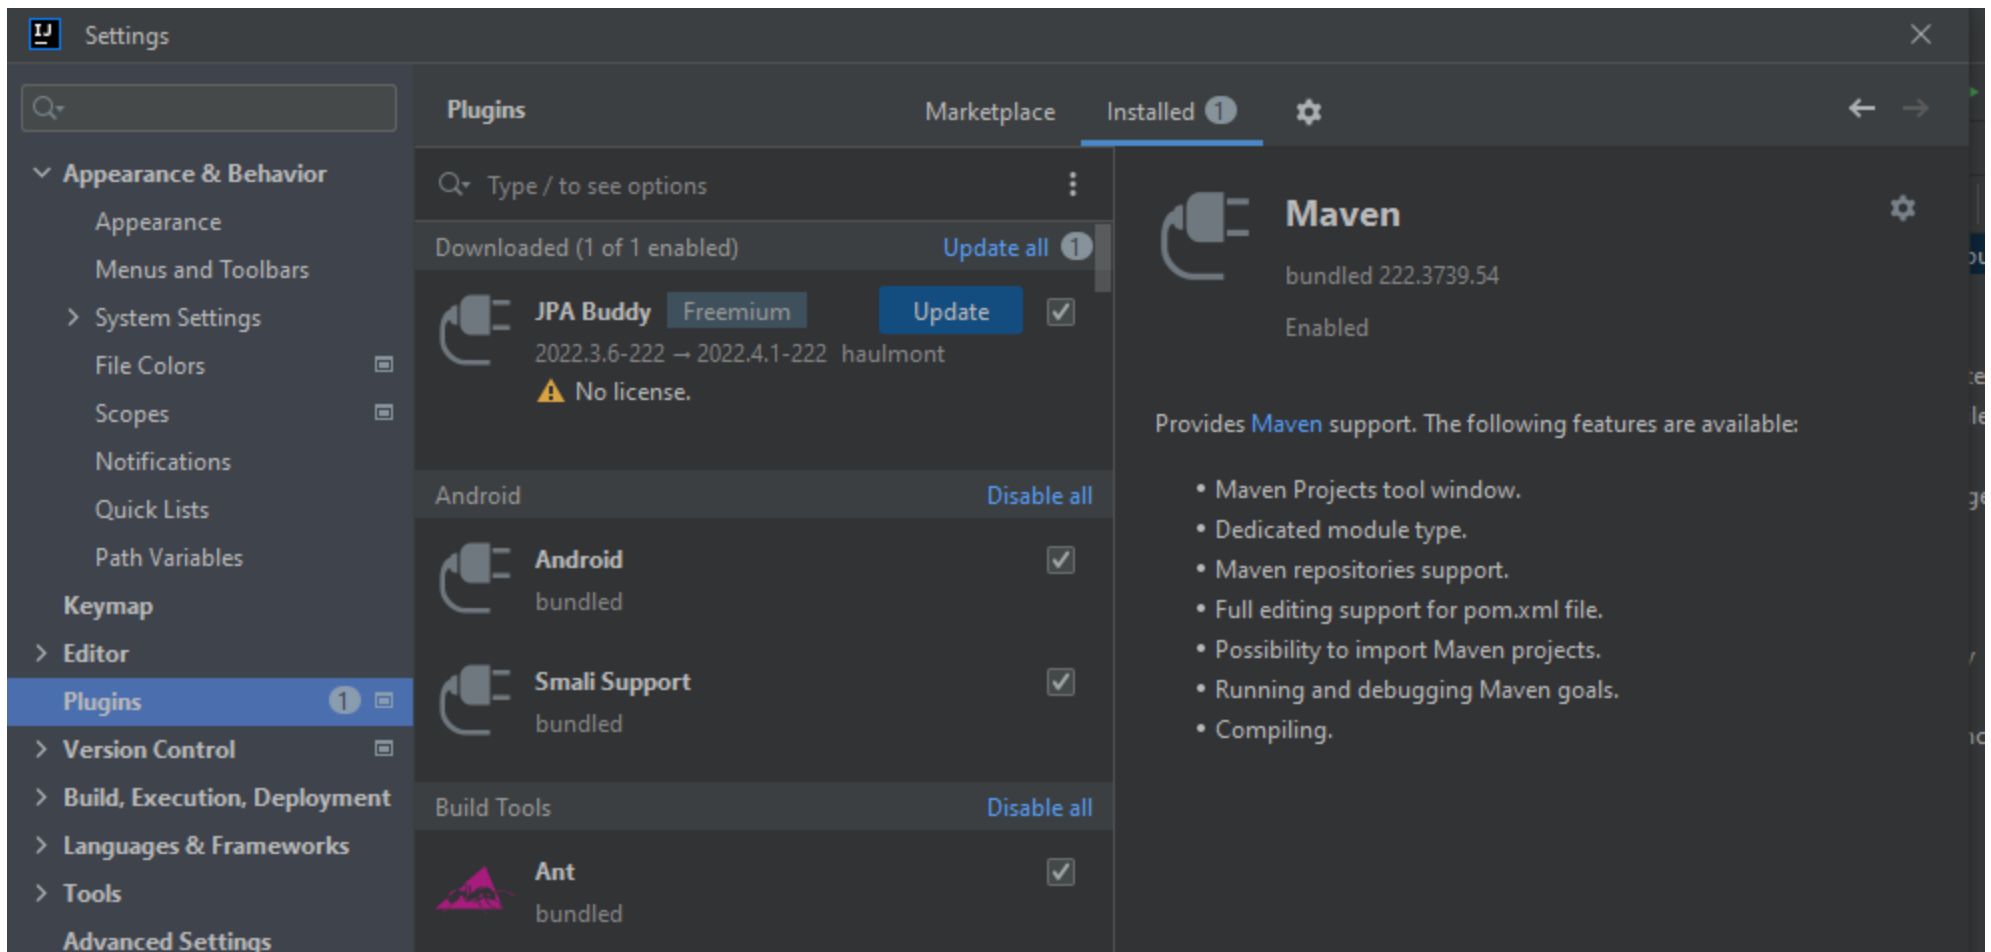 IJ Settings
Appearance & Behavior
Appearance
Menus and Toolbars
System Settings
File Colors
Scopes
Notifications
Quick Lists
Path Variables
Keymap
Editor
Plugins 1
Version Control
Build, Execution, Deployment
Languages & Frameworks
Tools
Advanced Settings
Plugins Marketplace Installed 1
Type / to see options
Downloaded (1 of 1 enabled) Update all 1
JPA Buddy Freemium Update
2022.3.6-222 → 2022.4.1-222 haulmont
No license.
Android Disable all
Android
bundled
Smali Support
bundled
Build Tools Disable all
Ant
bundled
Maven
bundled 222.3739.54
Enabled
Provides Maven support. The following features are available:
• Maven Projects tool window.
• Dedicated module type.
• Maven repositories support.
• Full editing support for pom.xml file.
• Possibility to import Maven projects.
• Running and debugging Maven goals.
• Compiling.